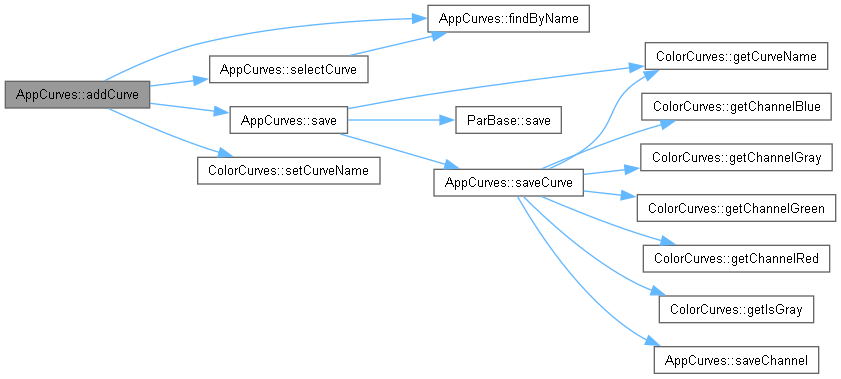 AppCurves::findByName
AppCurves::selectCurve
ColorCurves::getCurveName
AppCurves::addCurve
ColorCurves::getChannelBlue
AppCurves::save
ParBase::save
ColorCurves::getChannelGray
ColorCurves::setCurveName
AppCurves::saveCurve
ColorCurves::getChannelGreen
ColorCurves::getChannelRed
ColorCurves::getIsGray
AppCurves::saveChannel